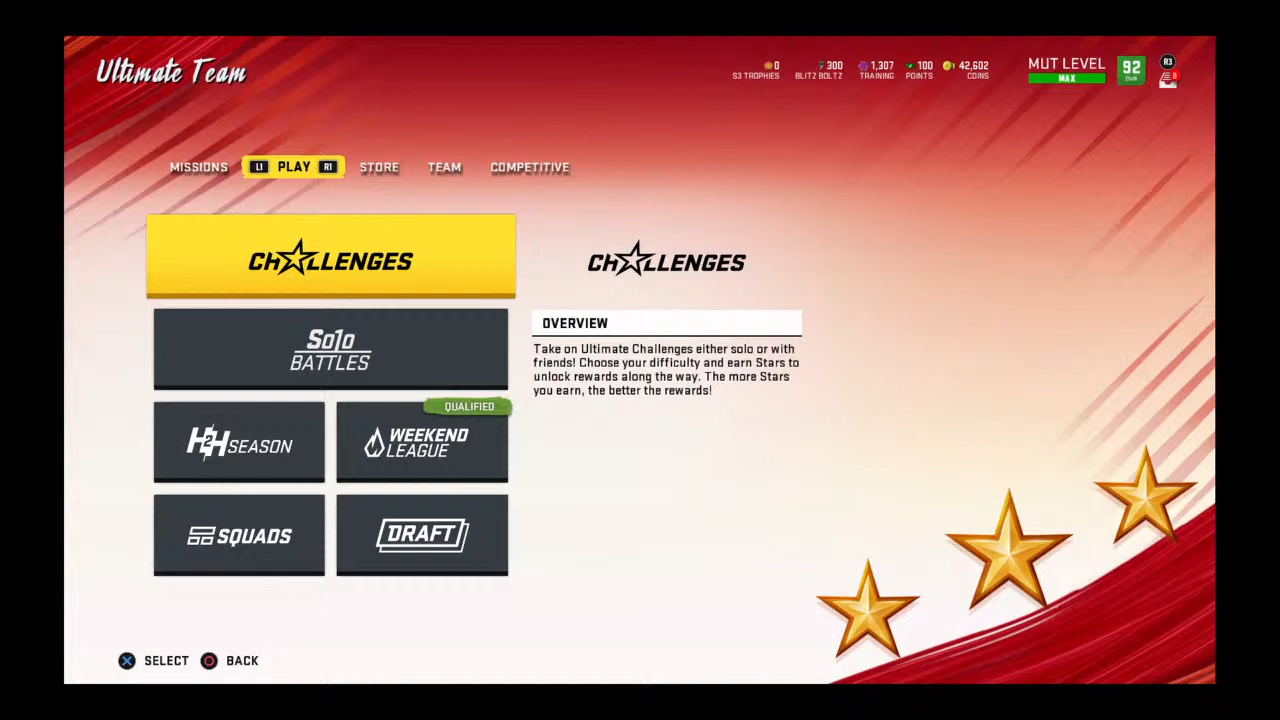 Ultimate Team
0 300 1,307 100 42,602 MUT LEVEL 92 R3
S3 TROPHIES BLITZ BOLTZ TRAINING POINTS COINS MAX OVR 8
MISSIONS L1 PLAY R1 STORE TEAM COMPETITIVE
CHALLENGES
CHALLENGES
OVERVIEW
Take on Ultimate Challenges either solo or with
friends! Choose your difficulty and earn Stars to
unlock rewards along the way. The more Stars
you earn, the better the rewards!
Solo
BATTLES
QUALIFIED
H2H SEASON
WEEKEND
LEAGUE
SQUADS
DRAFT
SELECT BACK